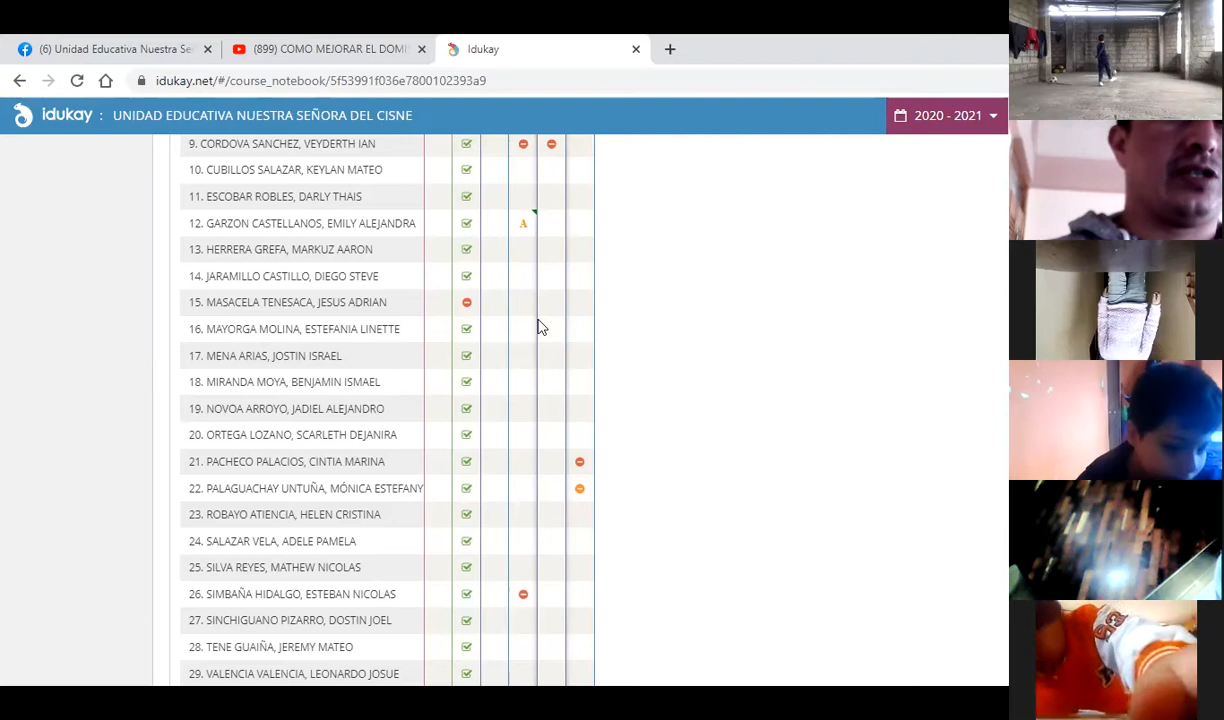 (6) Unidad Educativa Nuestra Se
(899) COMO MEJORAR EL DOMI
Idukay
idukay.net/#/course_notebook/5f53991f036e7800102393a9
idukay : UNIDAD EDUCATIVA NUESTRA SEÑORA DEL CISNE
2020 - 2021
9. CORDOVA SANCHEZ, VEYDERTH IAN
10. CUBILLOS SALAZAR, KEYLAN MATEO
11. ESCOBAR ROBLES, DARLY THAIS
12. GARZON CASTELLANOS, EMILY ALEJANDRA A
13. HERRERA GREFA, MARKUZ AARON
14. JARAMILLO CASTILLO, DIEGO STEVE
15. MASACELA TENESACA, JESUS ADRIAN
16. MAYORGA MOLINA, ESTEFANIA LINETTE
17. MENA ARIAS, JOSTIN ISRAEL
18. MIRANDA MOYA, BENJAMIN ISMAEL
19. NOVOA ARROYO, JADIEL ALEJANDRO
20. ORTEGA LOZANO, SCARLETH DEJANIRA
21. PACHECO PALACIOS, CINTIA MARINA
22. PALAGUACHAY UNTUÑA, MÓNICA ESTEFANY
23. ROBAYO ATIENCIA, HELEN CRISTINA
24. SALAZAR VELA, ADELE PAMELA
25. SILVA REYES, MATHEW NICOLAS
26. SIMBAÑA HIDALGO, ESTEBAN NICOLAS
27. SINCHIGUANO PIZARRO, DOSTIN JOEL
28. TENE GUAIÑA, JEREMY MATEO
29. VALENCIA VALENCIA, LEONARDO JOSUE